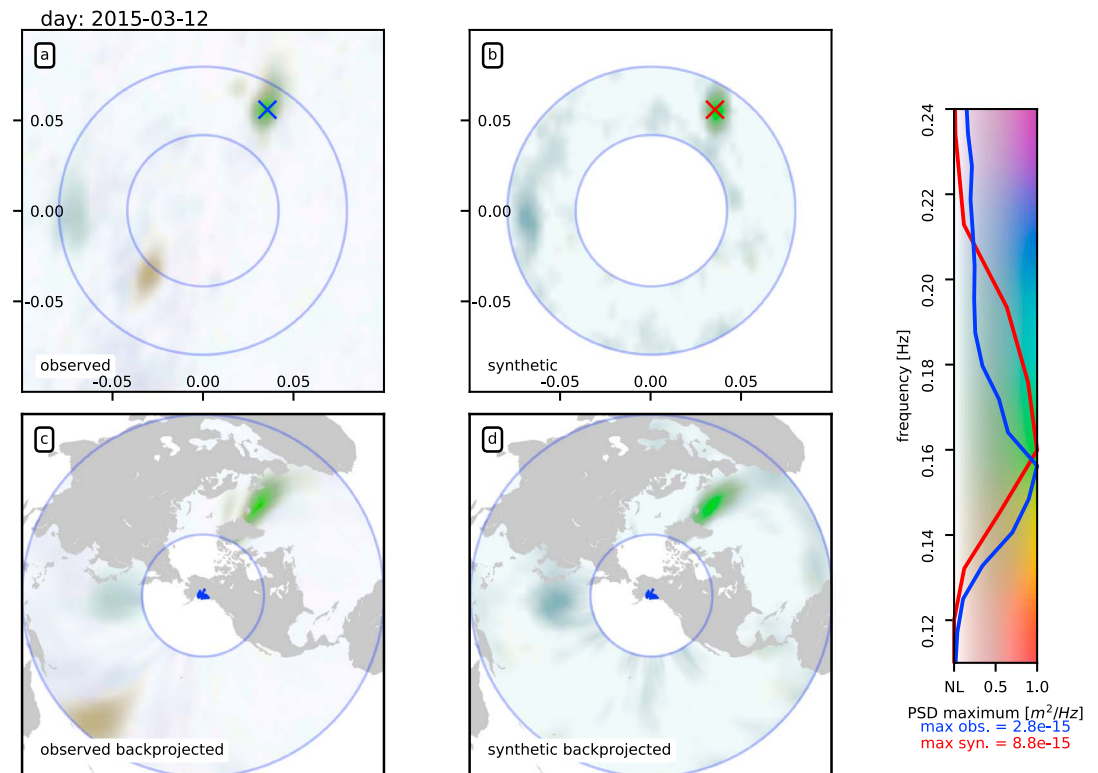 day: 2015-03-12
a
b
0.05
0.00
-0.05
observed
-0.05
0.00
0.05
0.05
0.00
-0.05
synthetic
-0.05
0.00
0.05
c
observed backprojected
d
synthetic backprojected
frequency [Hz]
0.24
0.22
0.20
0.18
0.16
0.14
0.12
NL
0.5
1.0
PSD maximum [m²/Hz]
max obs. = 2.8e-15
max syn. = 8.8e-15